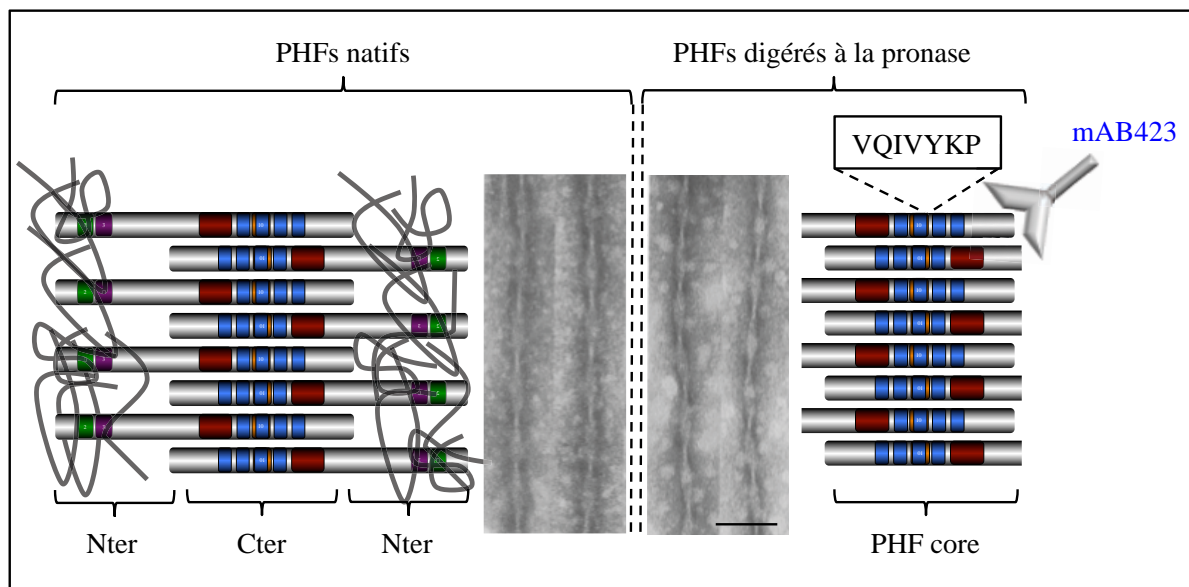 PHFs natifs
PHFs digérés à la pronase
VQIVYKP
mAB423
Nter
Cter
Nter
PHF core